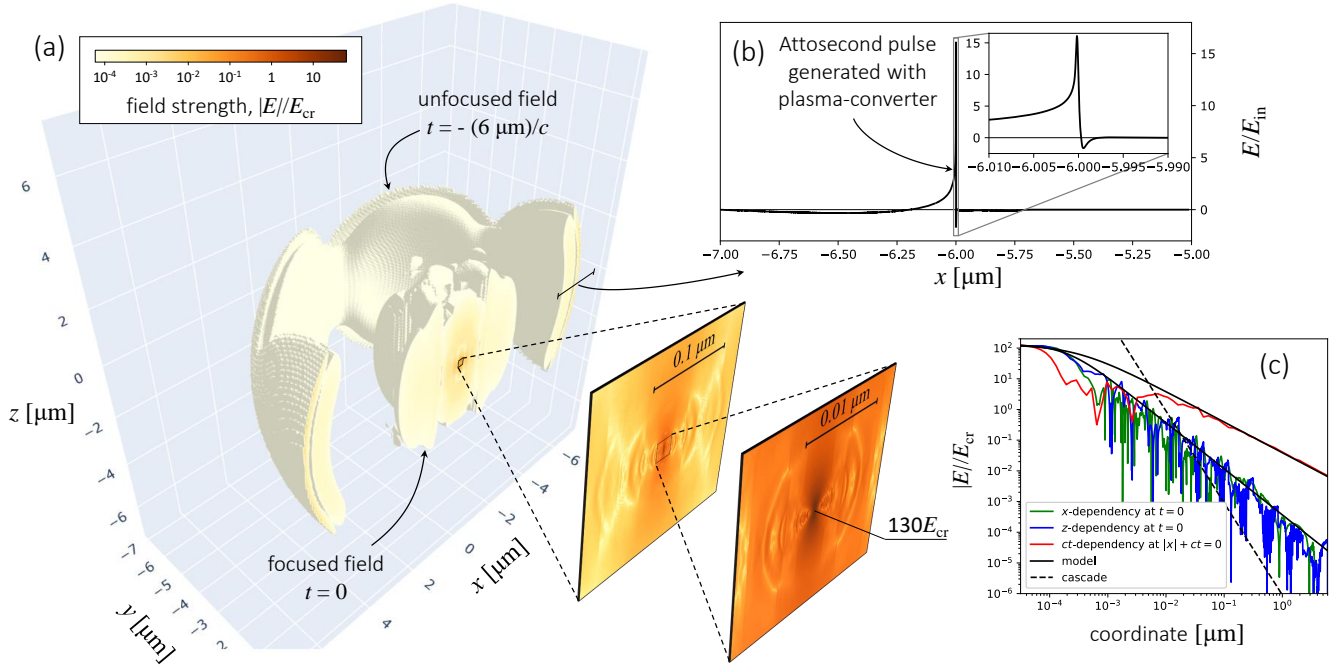 (a)
10⁻⁴ 10⁻³ 10⁻² 10⁻¹ 1 10
field strength, |E|//E_cr
unfocused field
t = - (6 µm)/c
6
4
2
0
−2
−4
−6
z [µm]
−7
−6
−5
−4
−3
2
y [µm]
4
2
0
−2
−4
−6
x [µm]
focused field
t = 0
0.1 µm
0.01 µm
130E_cr
(b)
Attosecond pulse
generated with
plasma-converter
15
10
5
0
−6.010 −6.005 −6.000 −5.995 −5.990
15
10
5
0
E/E_in
−7.00 −6.75 −6.50 −6.25 −6.00 −5.75 −5.50 −5.25 −5.00
x [µm]
(c)
10²
10¹
10⁰
10⁻¹
10⁻²
10⁻³
10⁻⁴
10⁻⁵
10⁻⁶
|E|//E_cr
x-dependency at t = 0
z-dependency at t = 0
ct-dependency at |x| + ct = 0
model
cascade
10⁻⁴ 10⁻³ 10⁻² 10⁻¹ 10⁰
coordinate [µm]